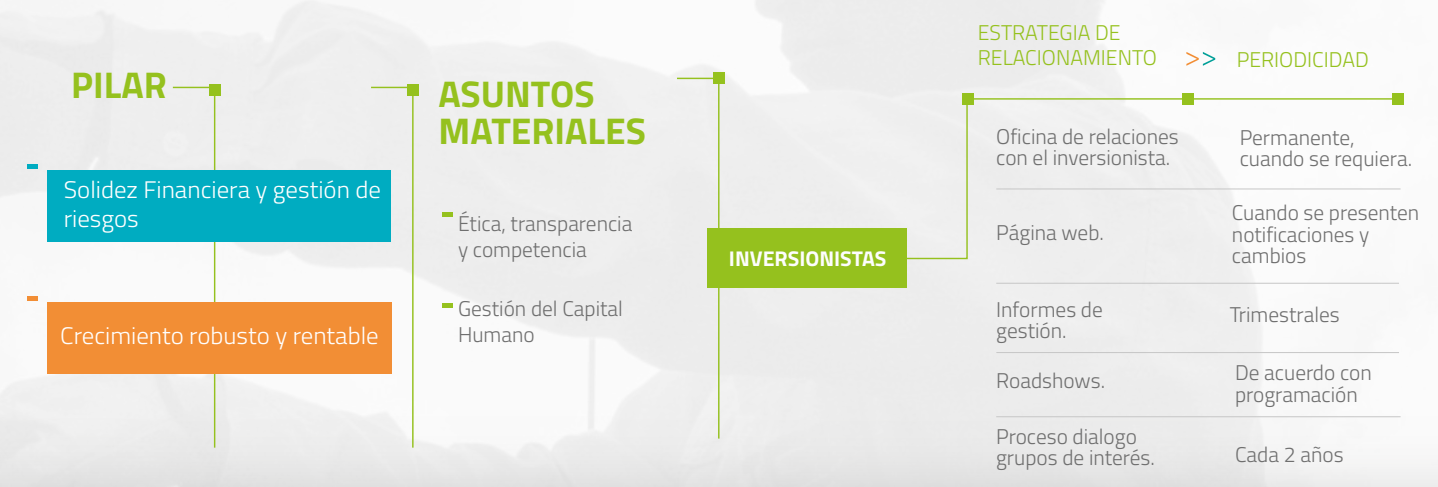 PILAR
Solidez Financiera y gestión de
riesgos
Crecimiento robusto y rentable
ASUNTOS
MATERIALES
Ética, transparencia
y competencia
Gestión del Capital
Humano
INVERSIONISTAS
ESTRATEGIA DE
RELACIONAMIENTO >> PERIODICIDAD
Oficina de relaciones
con el inversionista.
Permanente,
cuando se requiera.
Página web.
Cuando se presenten
notificaciones y
cambios
Informes de
gestión.
Trimestrales
Roadshows.
De acuerdo con
programación
Proceso dialogo
grupos de interés.
Cada 2 años